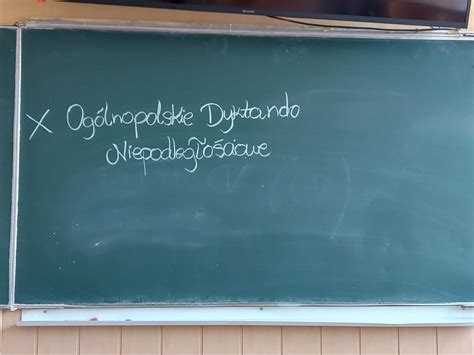 X Ogólnopolskie Dyktando
Niepodległościowe